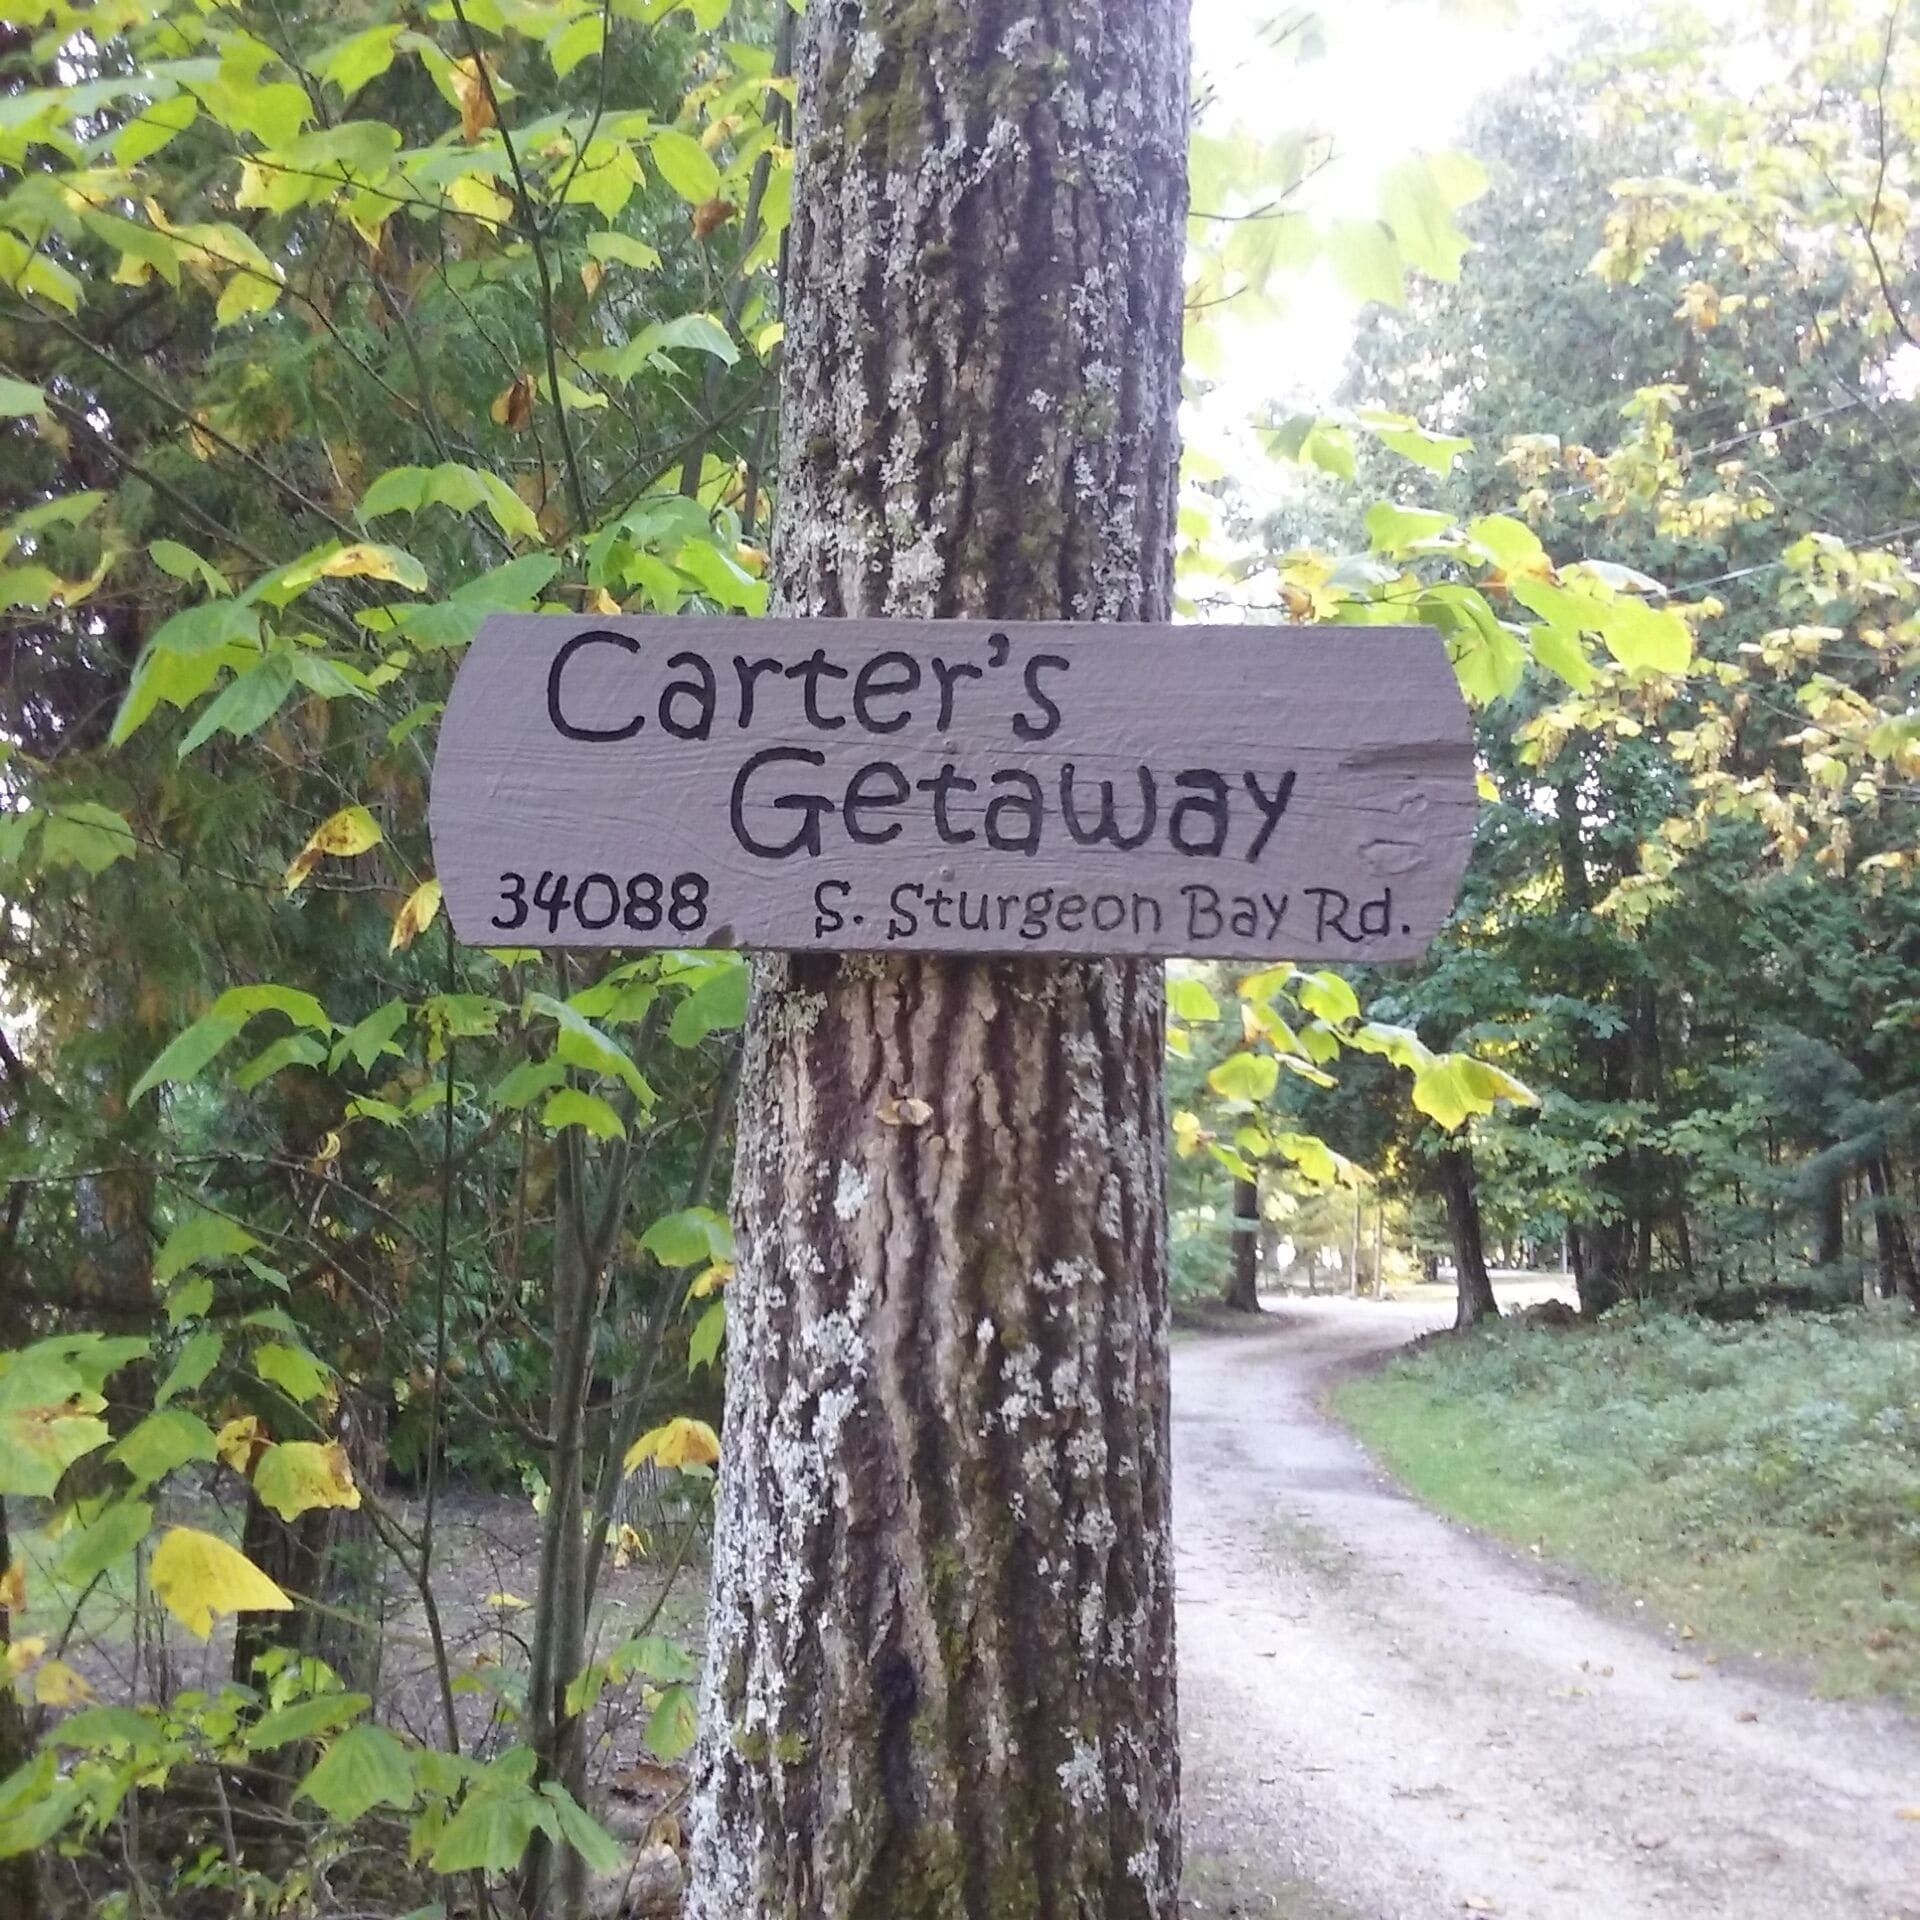 Carter's
Getaway
34088 S. Sturgeon Bay Rd.